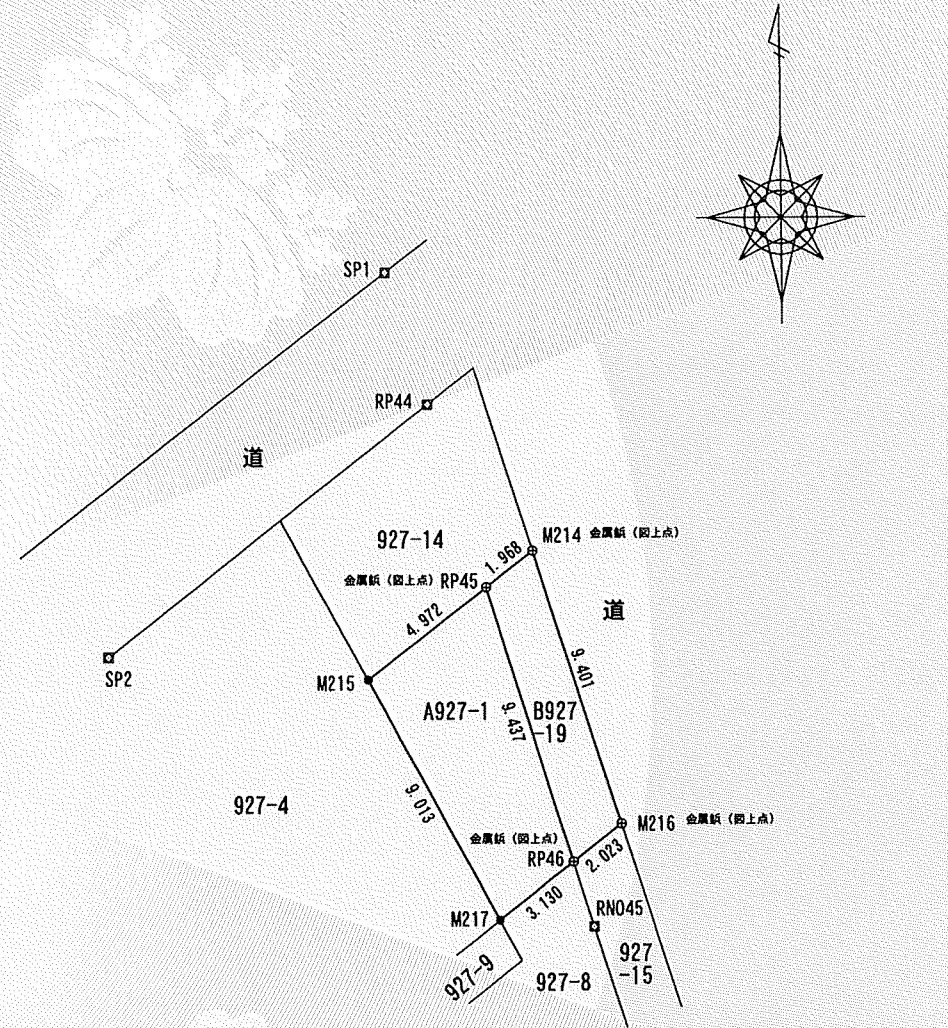 SP1
RP44
道
927-14
M214 金属鋲（図上点）
1.968
金属鋲（図上点） RP45
4.972
道
SP2
M215
9.401
A927-1
9.437
B927
-19
927-4
9.013
M216 金属鋲（図上点）
金属鋲（図上点）
RP46
2.023
3.130
M217
RNO45
927-9
927-8
927
-15